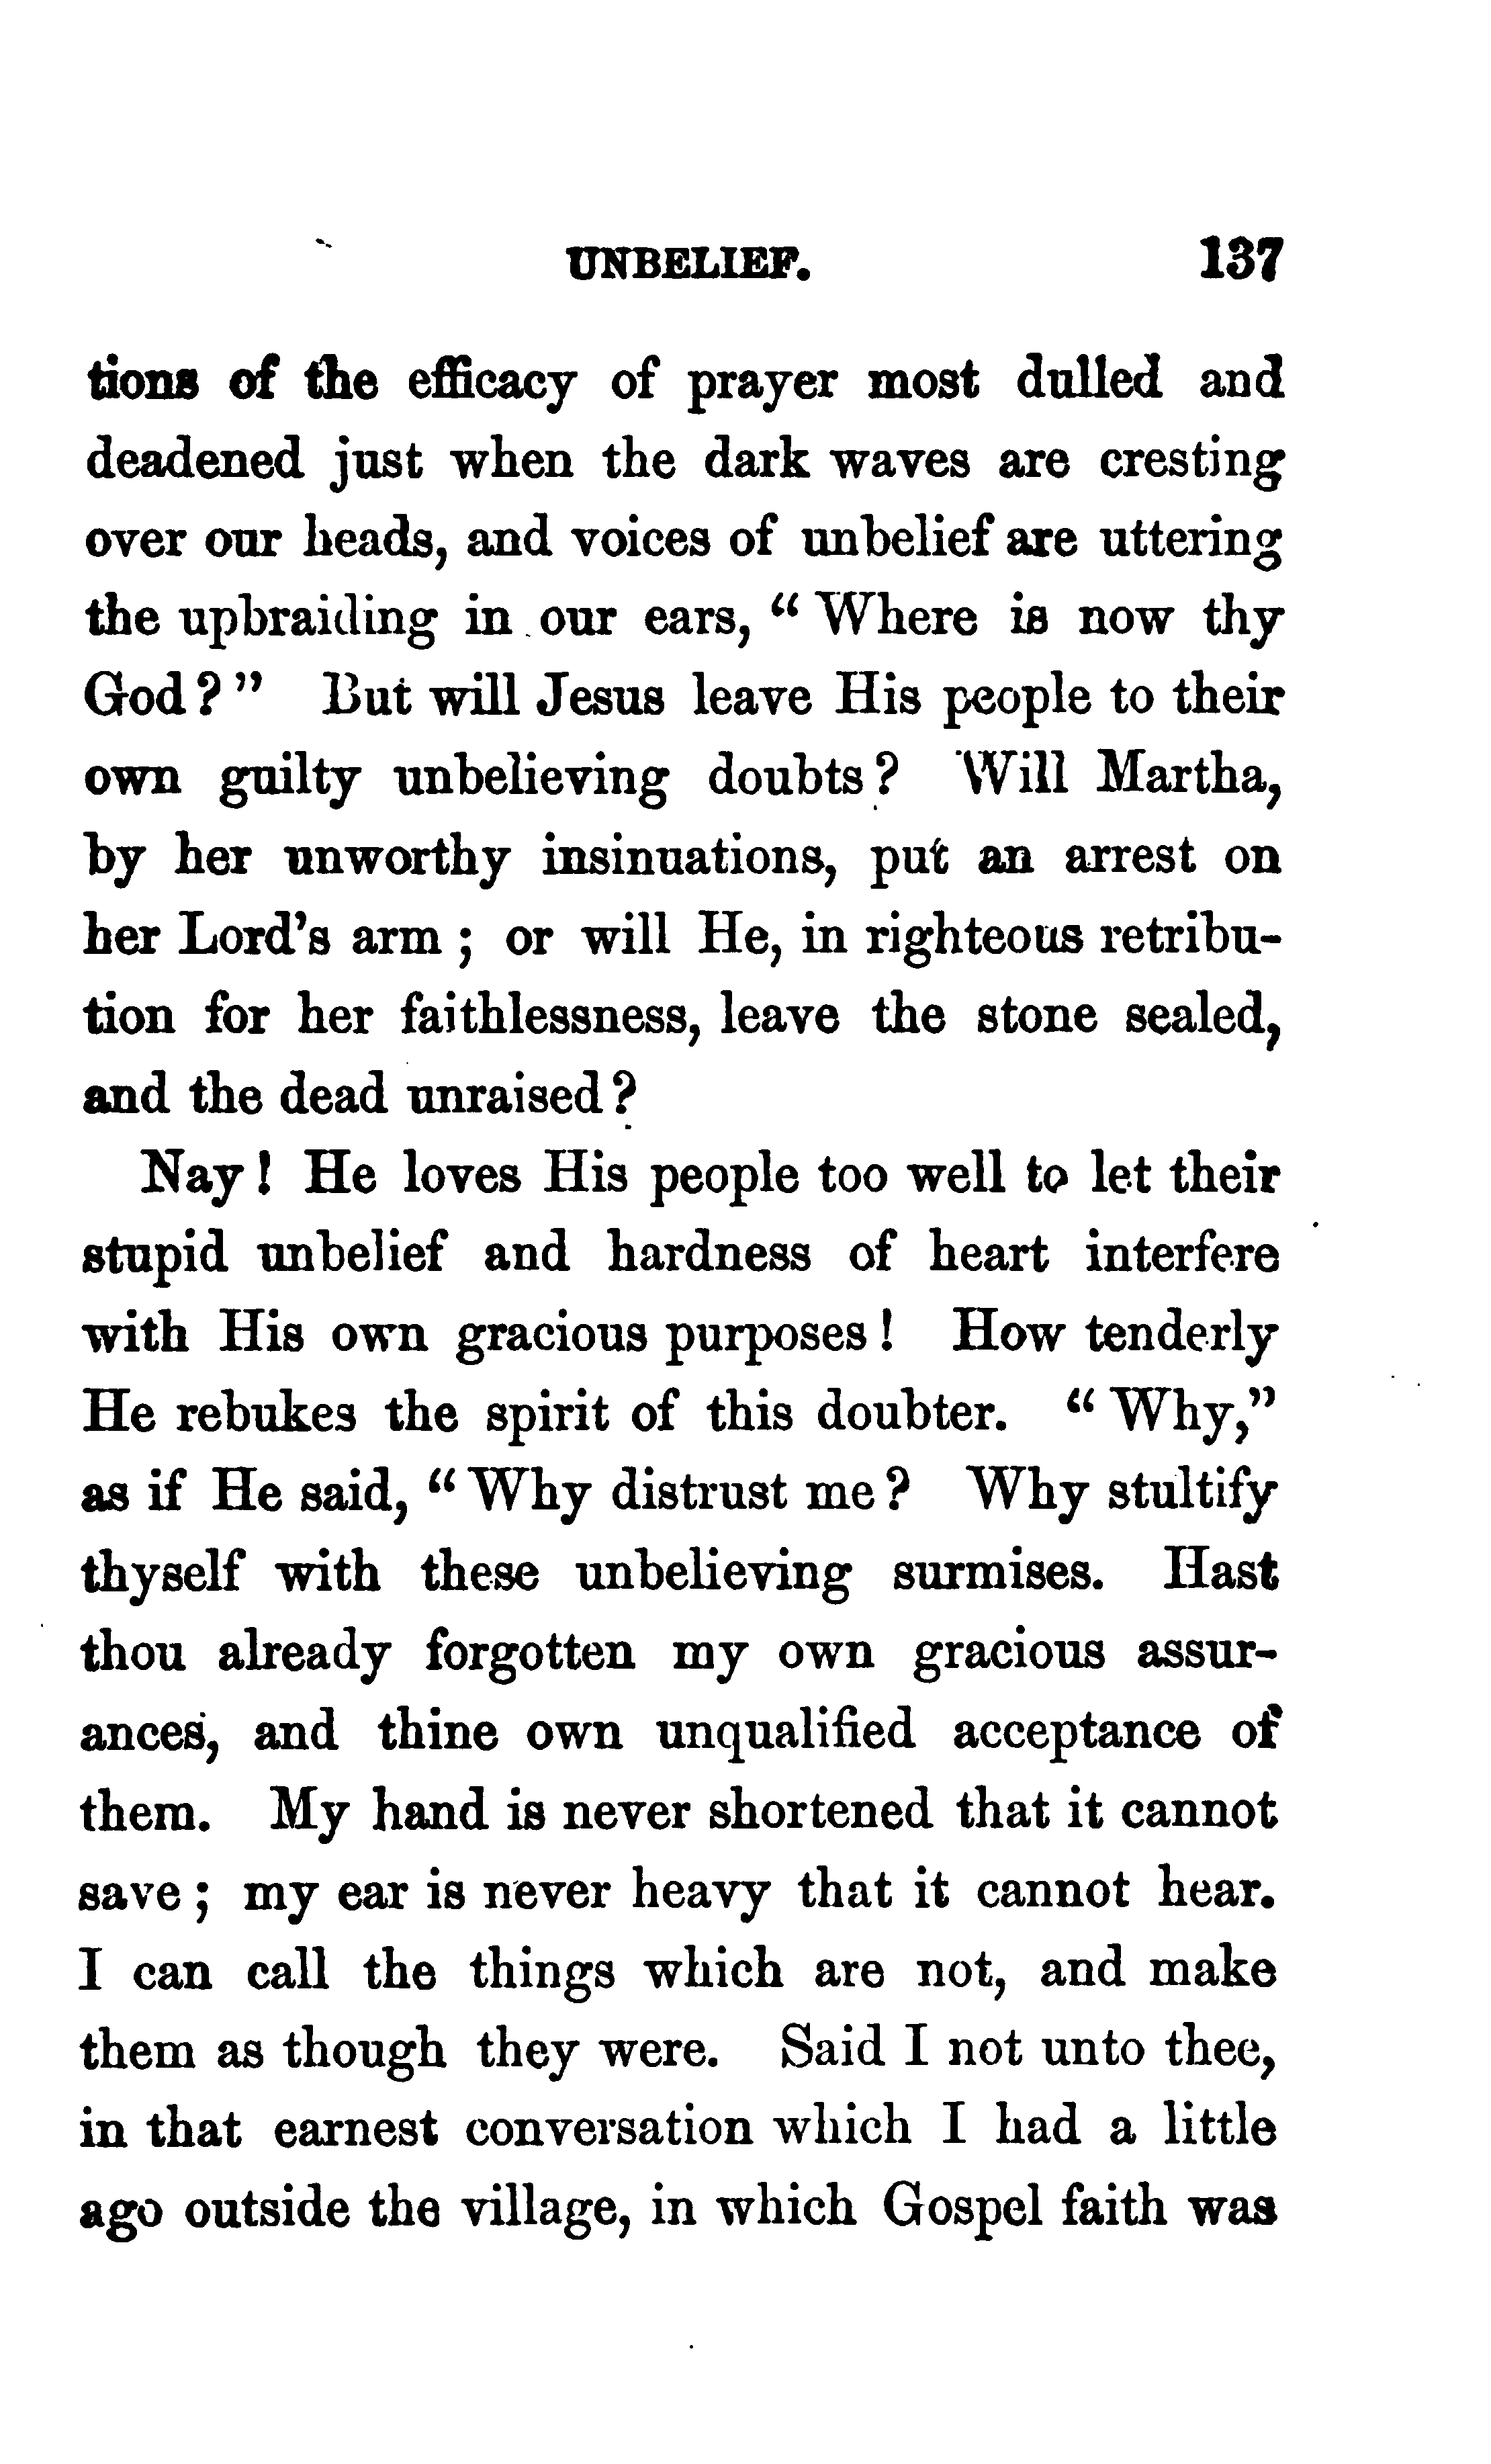 UNBELIEF. 137
tions of the efficacy of prayer most dulled and
deadened just when the dark waves are cresting
over our heads, and voices of unbelief are uttering
the upbraiding in our ears, “ Where is now thy
God ? ” But will Jesus leave His people to their
own guilty unbelieving doubts ? Will Martha,
by her unworthy insinuations, put an arrest on
her Lord’s arm ; or will He, in righteous retribu-
tion for her faithlessness, leave the stone sealed,
and the dead unraised ?
Nay ! He loves His people too well to let their
stupid unbelief and hardness of heart interfere
with His own gracious purposes ! How tenderly
He rebukes the spirit of this doubter. “ Why,”
as if He said, “ Why distrust me ? Why stultify
thyself with these unbelieving surmises. Hast
thou already forgotten my own gracious assur-
ances, and thine own unqualified acceptance of
them. My hand is never shortened that it cannot
save ; my ear is never heavy that it cannot hear.
I can call the things which are not, and make
them as though they were. Said I not unto thee,
in that earnest conversation which I had a little
ago outside the village, in which Gospel faith was